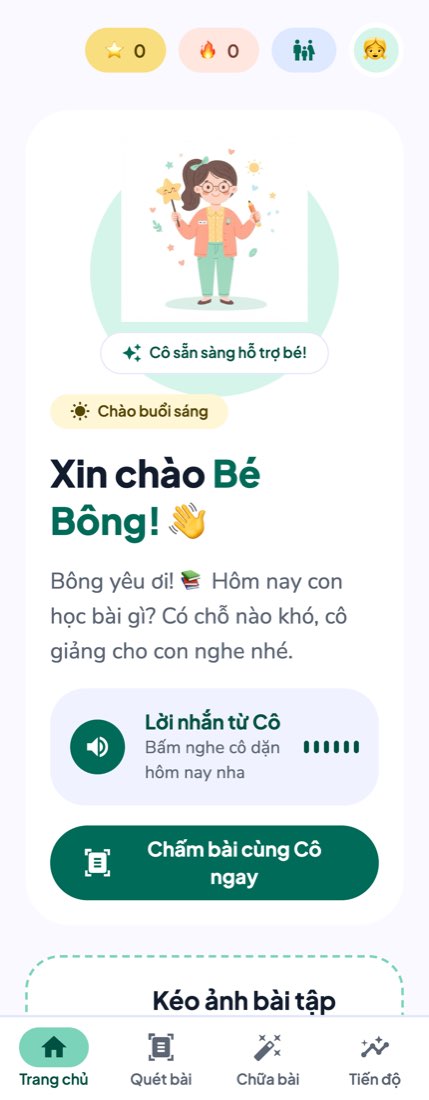 0
0
Cô sẵn sàng hỗ trợ bé!
Chào buổi sáng
Xin chào Bé
Bông! 👋
Bông yêu ơi! 📚 Hôm nay con
học bài gì? Có chỗ nào khó, cô
giảng cho con nghe nhé.
Lời nhắn từ Cô
Bấm nghe cô dặn
hôm nay nha
Chấm bài cùng Cô
ngay
Kéo ảnh bài tập
Trang chủ
Quét bài
Chữa bài
Tiến độ